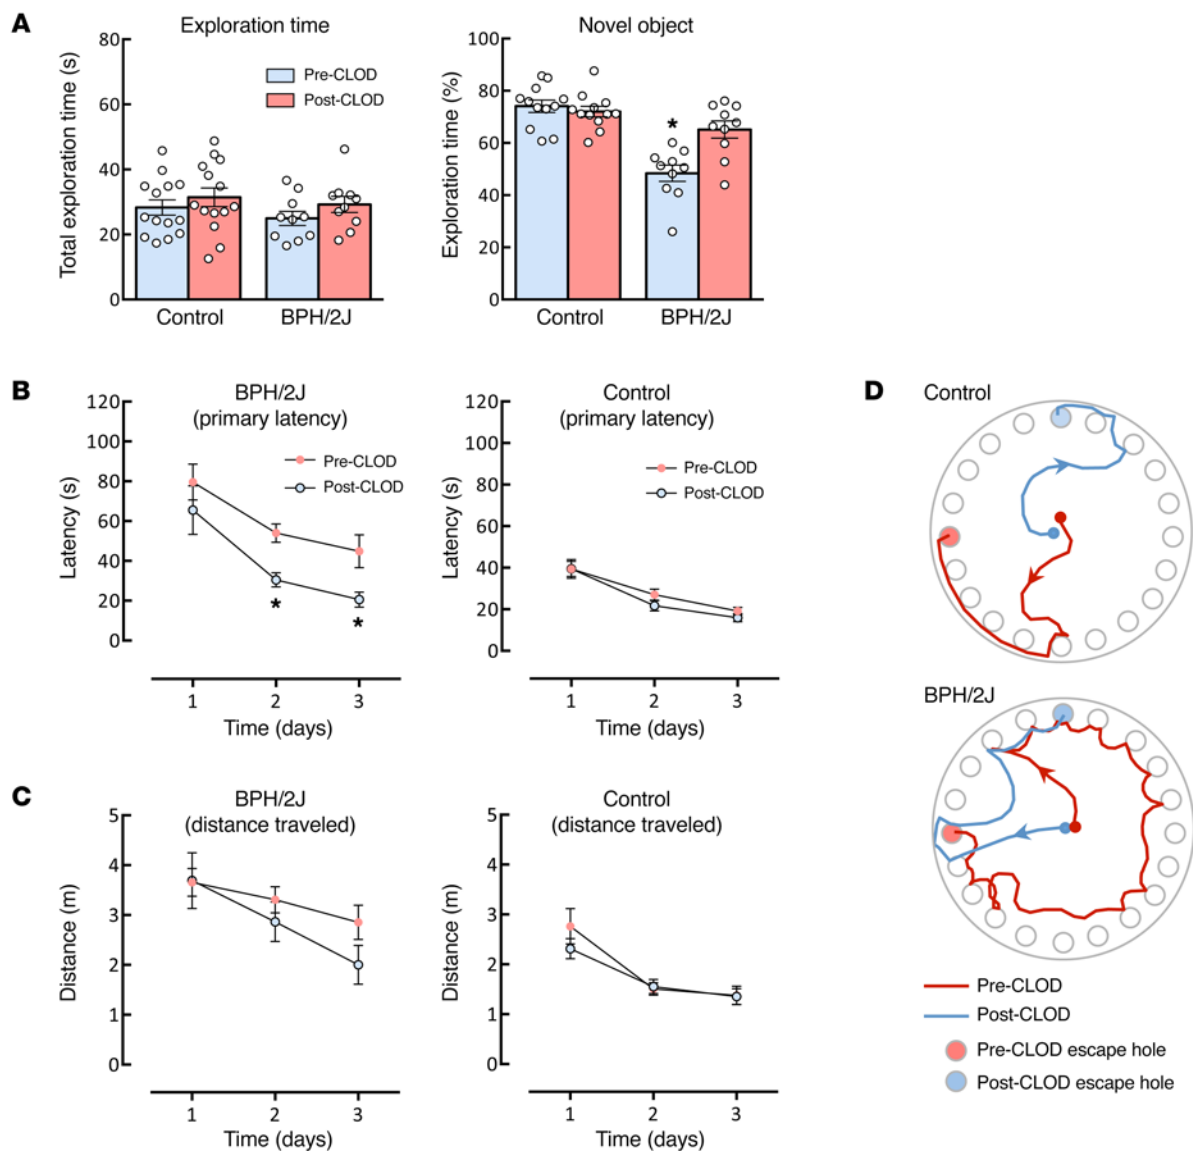 A
Exploration time
Total exploration time (s)
80
60
40
20
0
Pre-CLOD
Post-CLOD
Control
BPH/2J
Novel object
Exploration time (%)
100
80
60
40
20
0
*
Control
BPH/2J
B
BPH/2J
(primary latency)
Latency (s)
120
100
80
60
40
20
0
Pre-CLOD
Post-CLOD
*
*
1
2
3
Time (days)
Control
(primary latency)
Latency (s)
120
100
80
60
40
20
0
Pre-CLOD
Post-CLOD
1
2
3
Time (days)
C
BPH/2J
(distance traveled)
Distance (m)
5
4
3
2
1
0
1
2
3
Time (days)
Control
(distance traveled)
Distance (m)
5
4
3
2
1
0
1
2
3
Time (days)
D
Control
BPH/2J
Pre-CLOD
Post-CLOD
Pre-CLOD escape hole
Post-CLOD escape hole